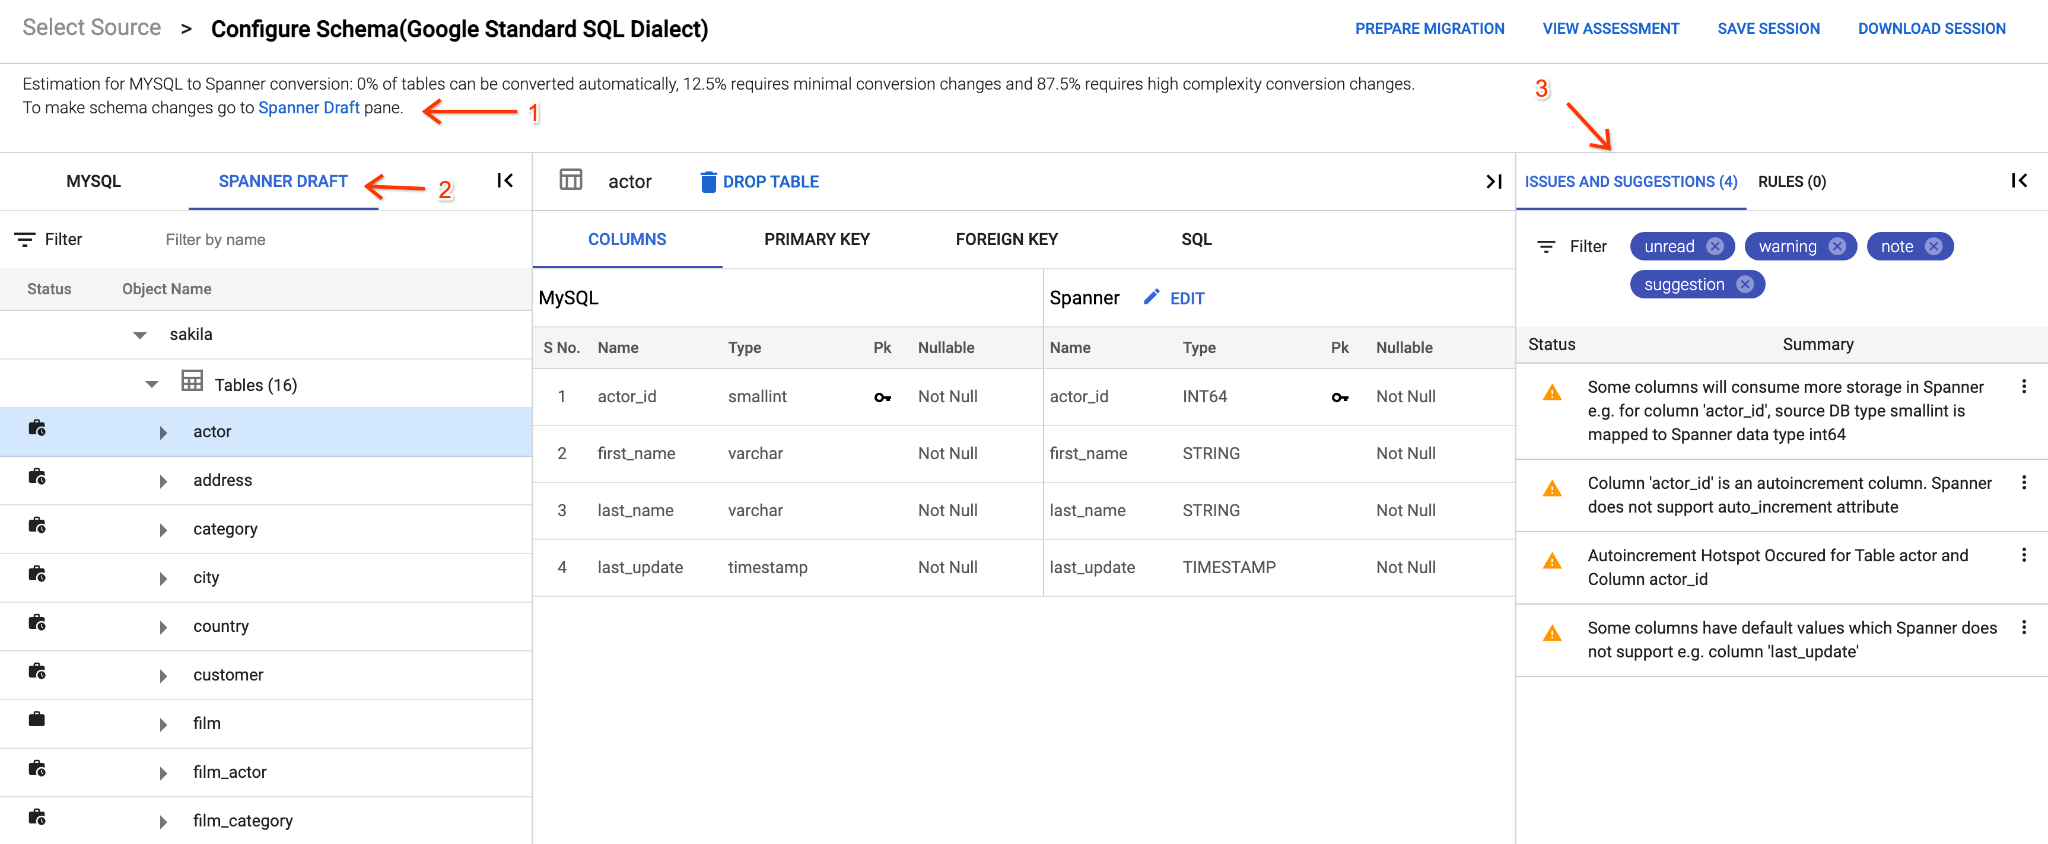 Select Source > Configure Schema(Google Standard SQL Dialect)
PREPARE MIGRATION VIEW ASSESSMENT SAVE SESSION DOWNLOAD SESSION
Estimation for MYSQL to Spanner conversion: 0% of tables can be converted automatically, 12.5% requires minimal conversion changes and 87.5% requires high complexity conversion changes.
To make schema changes go to Spanner Draft pane.
1
3
MYSQL SPANNER DRAFT
2
Filter Filter by name
Status Object Name
sakila
Tables (16)
actor
address
category
city
country
customer
film
film_actor
film_category
actor DROP TABLE
COLUMNS PRIMARY KEY FOREIGN KEY SQL
MySQL Spanner EDIT
S No. Name Type Pk Nullable Name Type Pk Nullable
1 actor_id smallint Not Null actor_id INT64 Not Null
2 first_name varchar Not Null first_name STRING Not Null
3 last_name varchar Not Null last_name STRING Not Null
4 last_update timestamp Not Null last_update TIMESTAMP Not Null
ISSUES AND SUGGESTIONS (4) RULES (0)
Filter unread warning note
suggestion
Status Summary
Some columns will consume more storage in Spanner
e.g. for column 'actor_id', source DB type smallint is
mapped to Spanner data type int64
Column 'actor_id' is an autoincrement column. Spanner
does not support auto_increment attribute
Autoincrement Hotspot Occured for Table actor and
Column actor_id
Some columns have default values which Spanner does
not support e.g. column 'last_update'